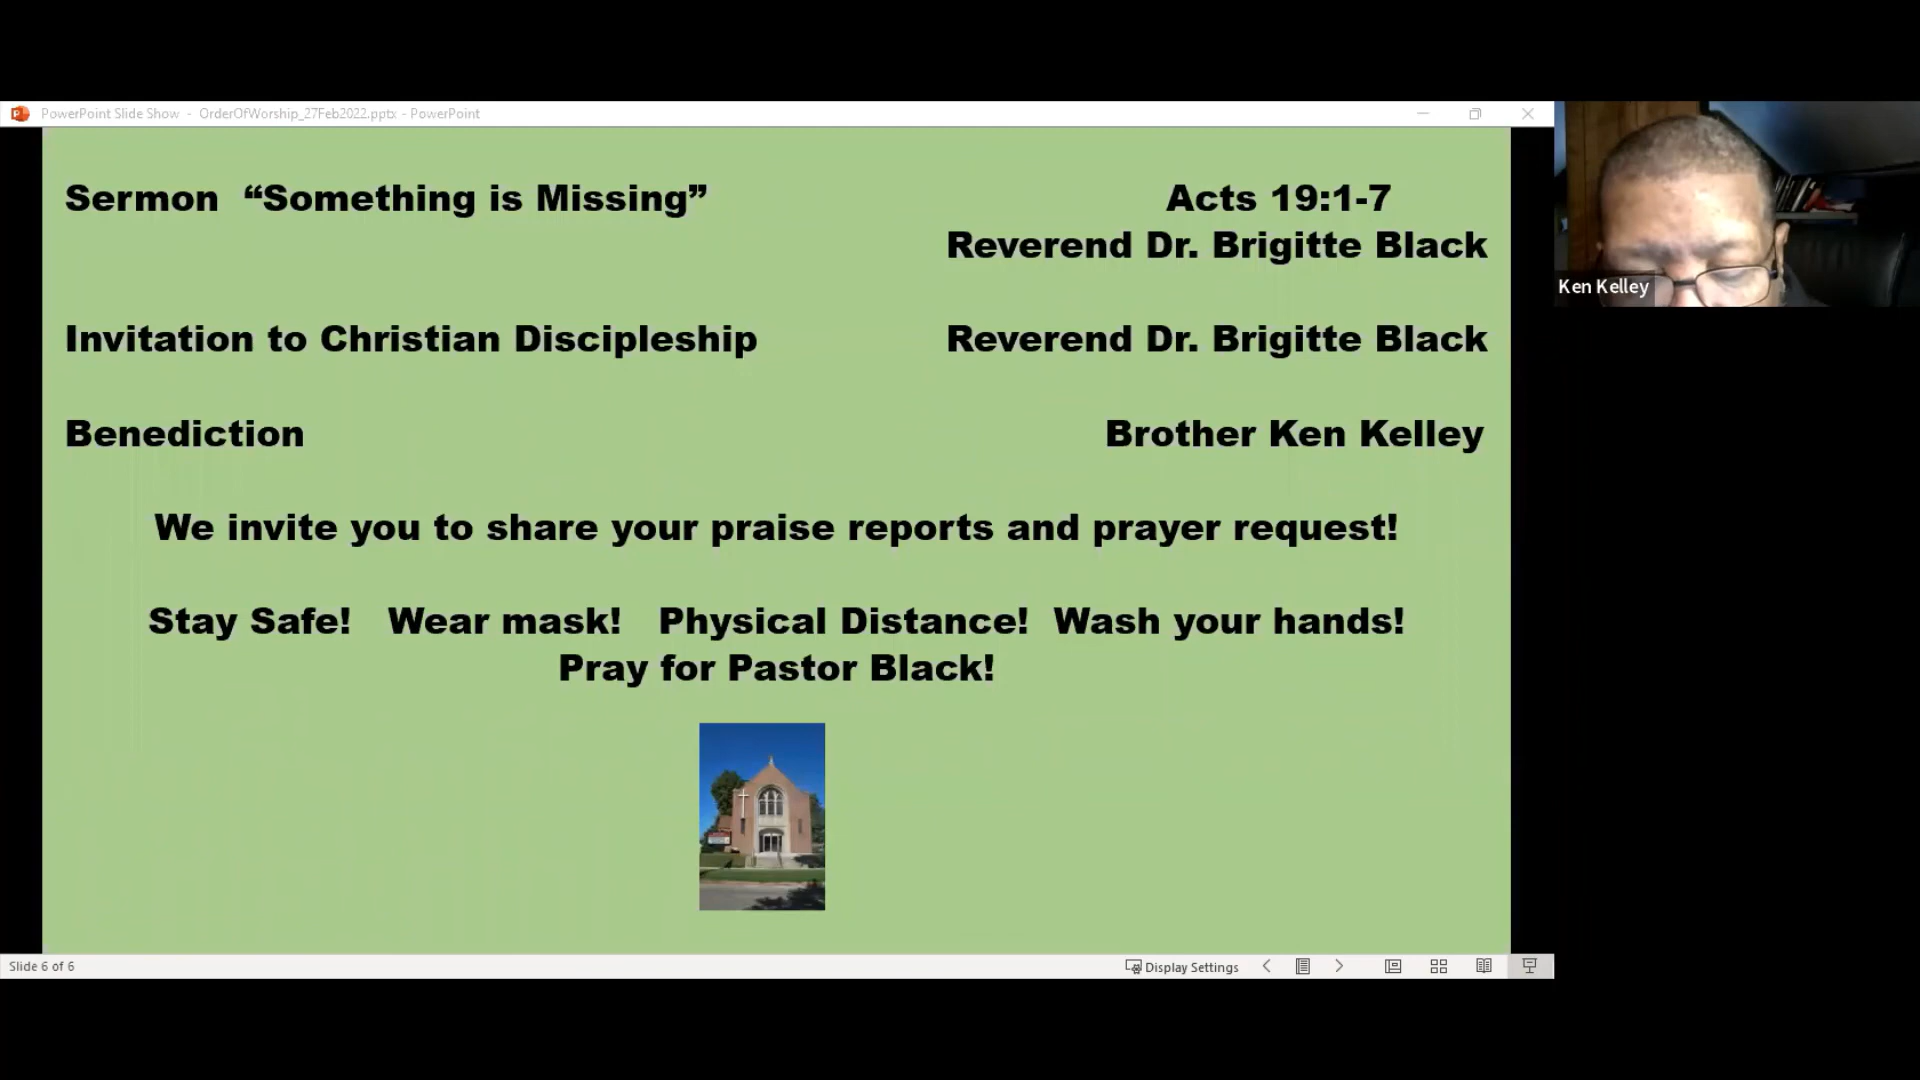 PowerPoint Slide Show - OrderOfWorship_27Feb2022.pptx - PowerPoint
Sermon “Something is Missing” Acts 19:1-7
Reverend Dr. Brigitte Black
Ken Kelley
Invitation to Christian Discipleship Reverend Dr. Brigitte Black
Benediction Brother Ken Kelley
We invite you to share your praise reports and prayer request!
Stay Safe! Wear mask! Physical Distance! Wash your hands!
Pray for Pastor Black!
Slide 6 of 6 Display Settings